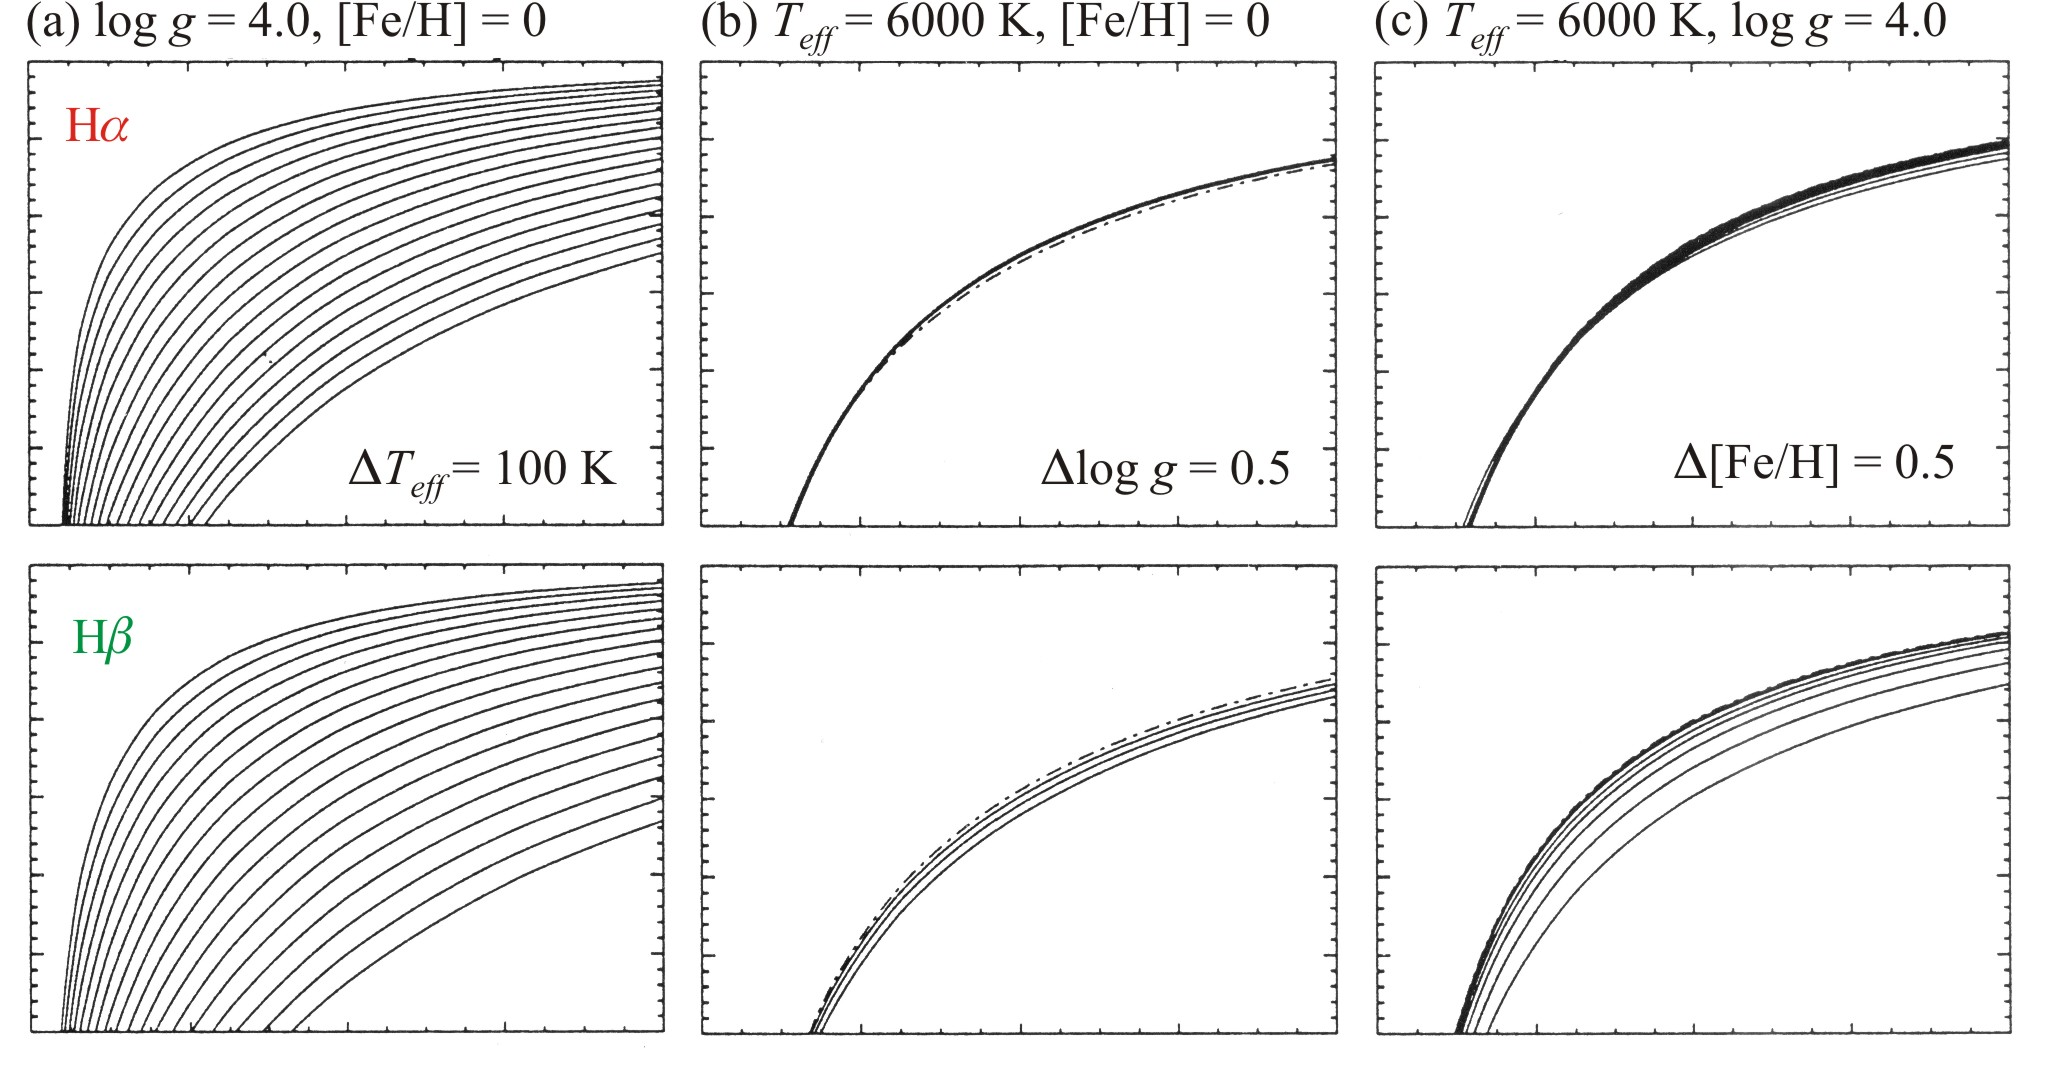 (a) log g = 4.0, [Fe/H] = 0
(b) Teff = 6000 K, [Fe/H] = 0
(c) Teff = 6000 K, log g = 4.0
Hα
ΔTeff = 100 K
Δlog g = 0.5
Δ[Fe/H] = 0.5
Hβ